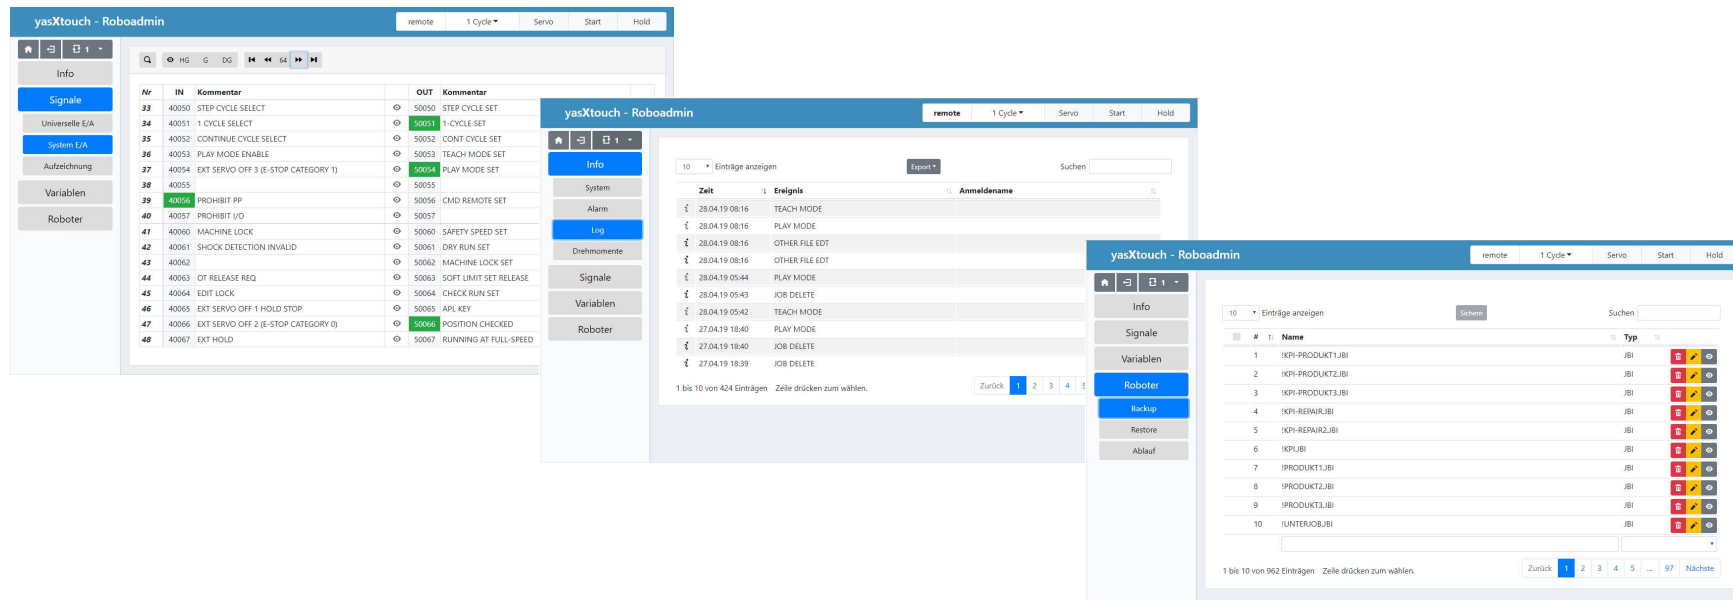 yasXtouch - Roboadmin
remote 1 Cycle Servo Start Hold
1
Info
Signale
Universelle E/A
System E/A
Aufzeichnung
Variablen
Roboter
HG G DG 64
Nr IN Kommentar OUT Kommentar
33 40050 STEP CYCLE SELECT 50050 STEP CYCLE SET
34 40051 1 CYCLE SELECT 50051 1-CYCLE SET
35 40052 CONTINUE CYCLE SELECT 50052 CONT CYCLE SET
36 40053 PLAY MODE ENABLE 50053 TEACH MODE SET
37 40054 EXT SERVO OFF 3 (E-STOP CATEGORY 1) 50054 PLAY MODE SET
38 40055 50055
39 40056 PROHIBIT PP 50056 CMD REMOTE SET
40 40057 PROHIBIT I/O 50057
41 40060 MACHINE LOCK 50060 SAFETY SPEED SET
42 40061 SHOCK DETECTION INVALID 50061 DRY RUN SET
43 40062 50062 MACHINE LOCK SET
44 40063 OT RELEASE REQ 50063 SOFT LIMIT SET RELEASE
45 40064 EDIT LOCK 50064 CHECK RUN SET
46 40065 EXT SERVO OFF 1 HOLD STOP 50065 APL KEY
47 40066 EXT SERVO OFF 2 (E-STOP CATEGORY 0) 50066 POSITION CHECKED
48 40067 EXT HOLD 50067 RUNNING AT FULL-SPEED
yasXtouch - Roboadmin
remote 1 Cycle Servo Start Hold
1
Info
System
Alarm
Log
Drehmomente
Signale
Variablen
Roboter
10 Einträge anzeigen Export Suchen
Zeit Ereignis Anmeldename
28.04.19 08:16 TEACH MODE
28.04.19 08:16 PLAY MODE
28.04.19 08:16 OTHER FILE EDT
28.04.19 08:16 OTHER FILE EDT
28.04.19 05:44 PLAY MODE
28.04.19 05:43 JOB DELETE
28.04.19 05:42 TEACH MODE
27.04.19 18:40 PLAY MODE
27.04.19 18:40 JOB DELETE
27.04.19 18:39 JOB DELETE
1 bis 10 von 424 Einträgen Zeile drücken zum wählen. Zurück 1 2 3 4 5
yasXtouch - Roboadmin
remote 1 Cycle Servo Start Hold
1
Info
Signale
Variablen
Roboter
Backup
Restore
Ablauf
10 Einträge anzeigen Sichern Suchen
# Name Typ
1 !KPI-PRODUKT1.JBI JBI
2 !KPI-PRODUKT2.JBI JBI
3 !KPI-PRODUKT3.JBI JBI
4 !KPI-REPAIR.JBI JBI
5 !KPI-REPAIR2.JBI JBI
6 !KPI.JBI JBI
7 !PRODUKT1.JBI JBI
8 !PRODUKT2.JBI JBI
9 !PRODUKT3.JBI JBI
10 !UNTERJOB.JBI JBI
1 bis 10 von 962 Einträgen Zeile drücken zum wählen. Zurück 1 2 3 4 5 ... 97 Nächste